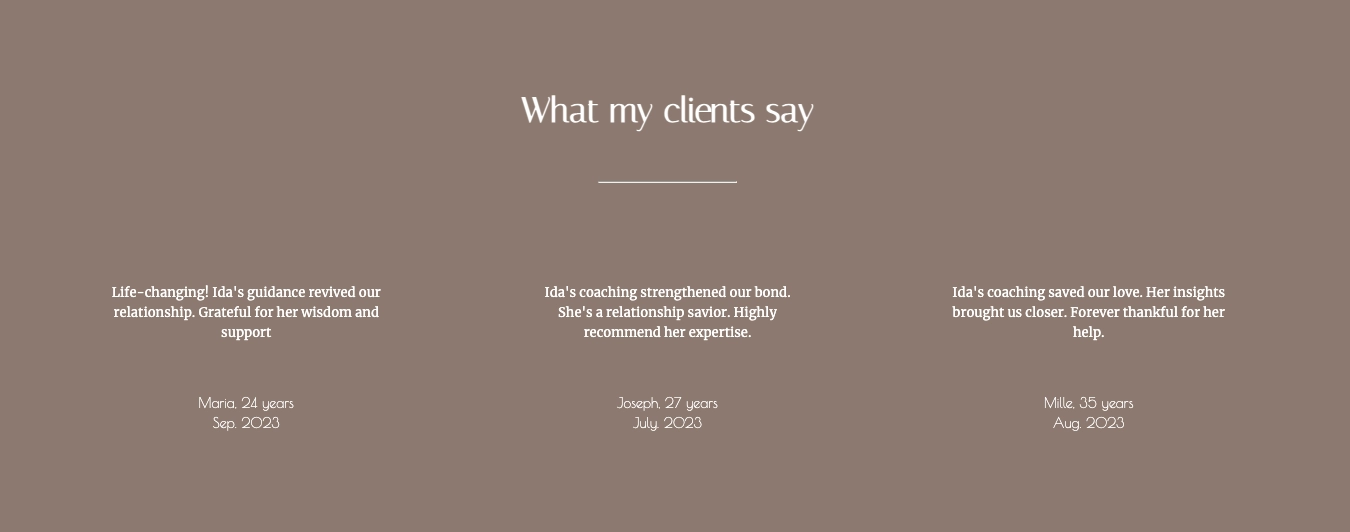 What my clients say
Life-changing! Ida's guidance revived our
relationship. Grateful for her wisdom and
support
Maria, 24 years
Sep. 2023
Ida's coaching strengthened our bond.
She's a relationship savior. Highly
recommend her expertise.
Joseph, 27 years
July. 2023
Ida's coaching saved our love. Her insights
brought us closer. Forever thankful for her
help.
Mille, 35 years
Aug. 2023